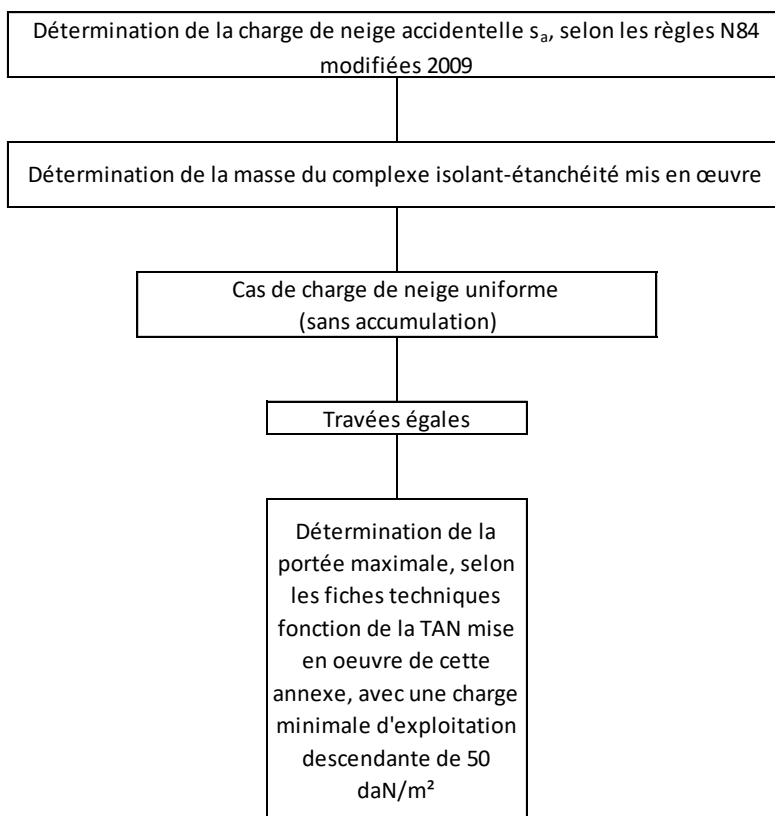 Détermination de la charge de neige accidentelle sₐ, selon les règles N84
modifiées 2009
Détermination de la masse du complexe isolant-étanchéité mis en œuvre
Cas de charge de neige uniforme
(sans accumulation)
Travées égales
Détermination de la
portée maximale, selon
les fiches techniques
fonction de la TAN mise
en oeuvre de cette
annexe, avec une charge
minimale d'exploitation
descendante de 50
daN/m²